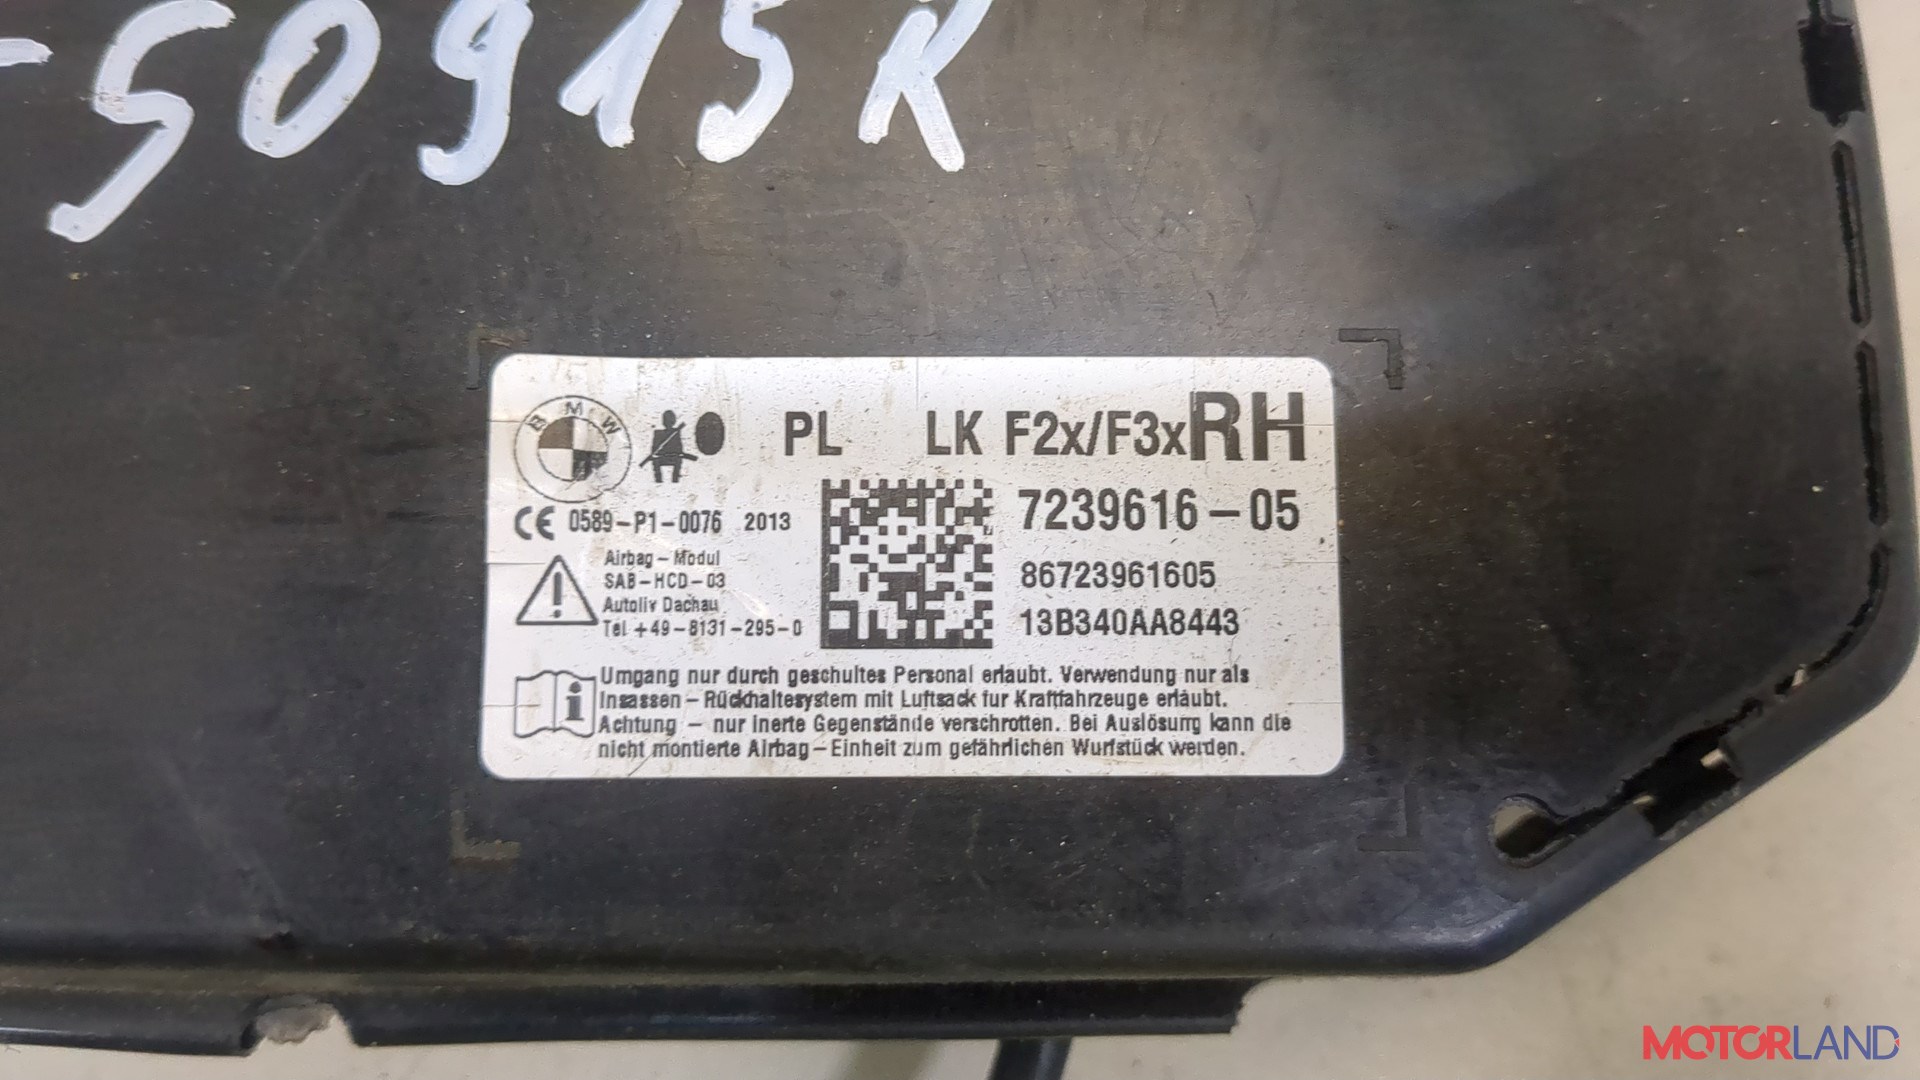 -50915R
BMW
PL LK F2x/F3x RH
CE 0589-P1-0076 2013
7239616-05
Airbag-Modul
SAB-HCD-03
Autoliv Dachau
Tel +49-8131-295-0
86723961605
13B340AA8443
Umgang nur durch geschultes Personal erlaubt. Verwendung nur als
Insassen-Rückhaltesystem mit Luftsack fur Kraftfahrzeuge erlaubt.
Achtung - nur inerte Gegenstände verschrotten. Bei Auslösung kann die
nicht montierte Airbag-Einheit zum gefährlichen Wurfstück werden.
MOTORLAND